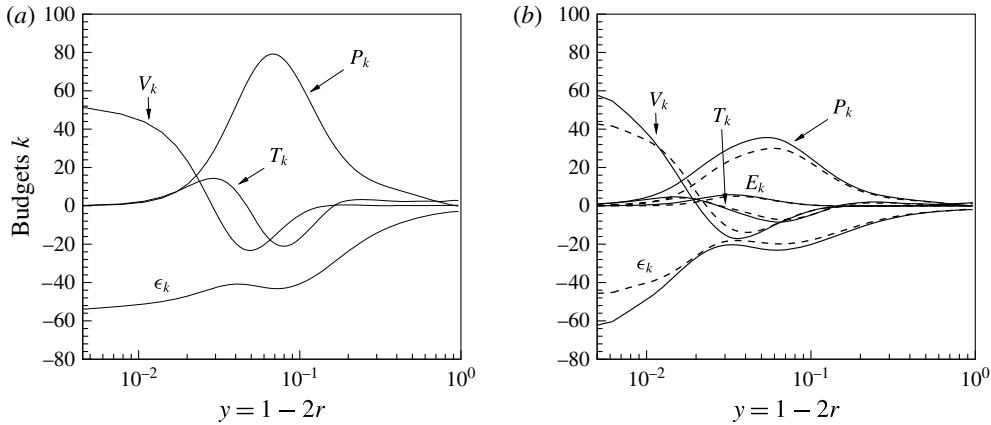 (a)
100
80
60
40
20
0
–20
–40
–60
–80
Budgets k
V_k
P_k
T_k
ϵ_k
10^–2
10^–1
10^0
y = 1 – 2r
(b)
100
80
60
40
20
0
–20
–40
–60
–80
V_k
T_k
P_k
E_k
ϵ_k
10^–2
10^–1
10^0
y = 1 – 2r